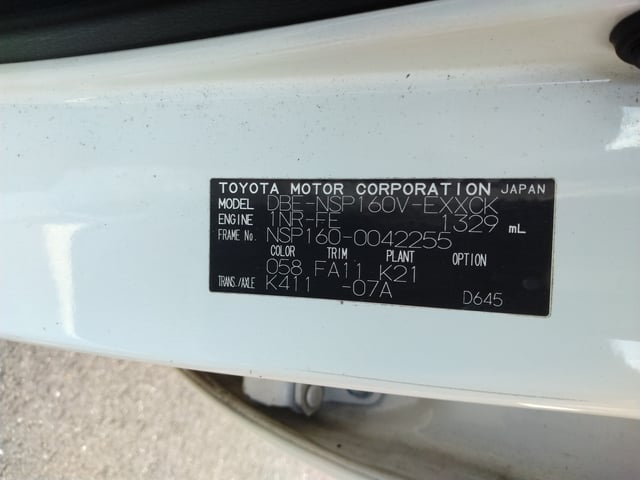 TOYOTA MOTOR CORPORATION JAPAN
MODEL DBE-NSP160V-EXXCK
ENGINE 1NR-FE 1329 mL
FRAME No. NSP160-0042255
COLOR TRIM PLANT OPTION
058 FA11 K21
TRANS./AXLE K411 -07A
D645